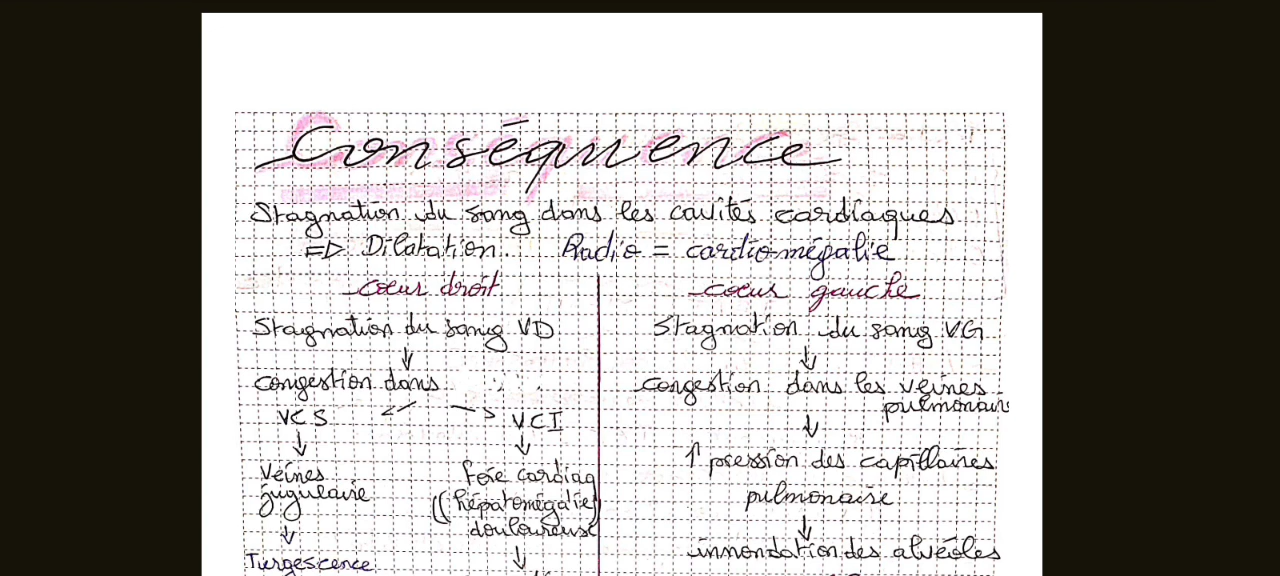 Conséquence
Stagnation du sang dans les cavités cardiaques
=> Dilatation. Radio = cardiomégalie
coeur droit
Stagnation du sang VD
↓
congestion dans
VCS ↙ ↘ VCI
↓ ↓
Veines jugulaire
Foie cardiaq
((hépatomégalie)
douloureuse
↓ ↓
Turgescence
coeur gauche
Stagnation du sang VG
↓
congestion dans les veines
pulmonaire
↓
↑ pression des capillaires
pulmonaire
↓
innondation des alvéoles